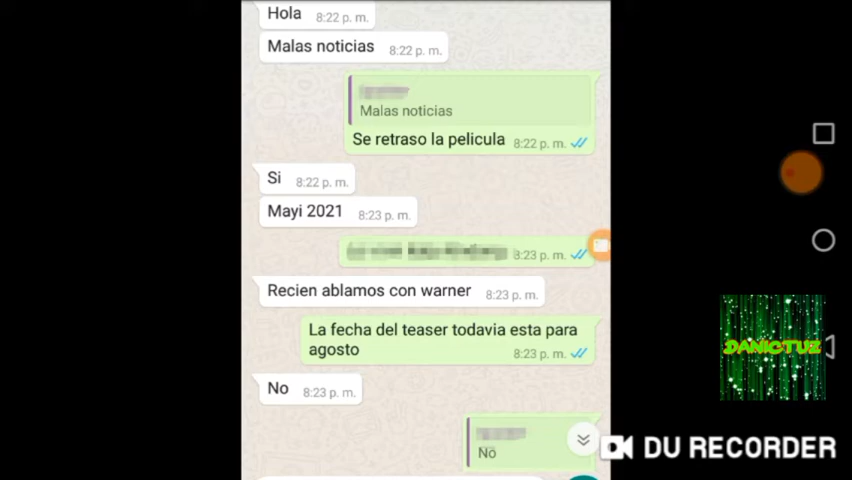 Hola 8:22 p. m.
Malas noticias 8:22 p. m.
Malas noticias
Se retraso la pelicula 8:22 p. m.
Si 8:22 p. m.
Mayi 2021 8:23 p. m.
8:23 p. m.
Recien ablamos con warner 8:23 p. m.
La fecha del teaser todavia esta para
agosto 8:23 p. m.
DANICTUZ
No 8:23 p. m.
No
DU RECORDER